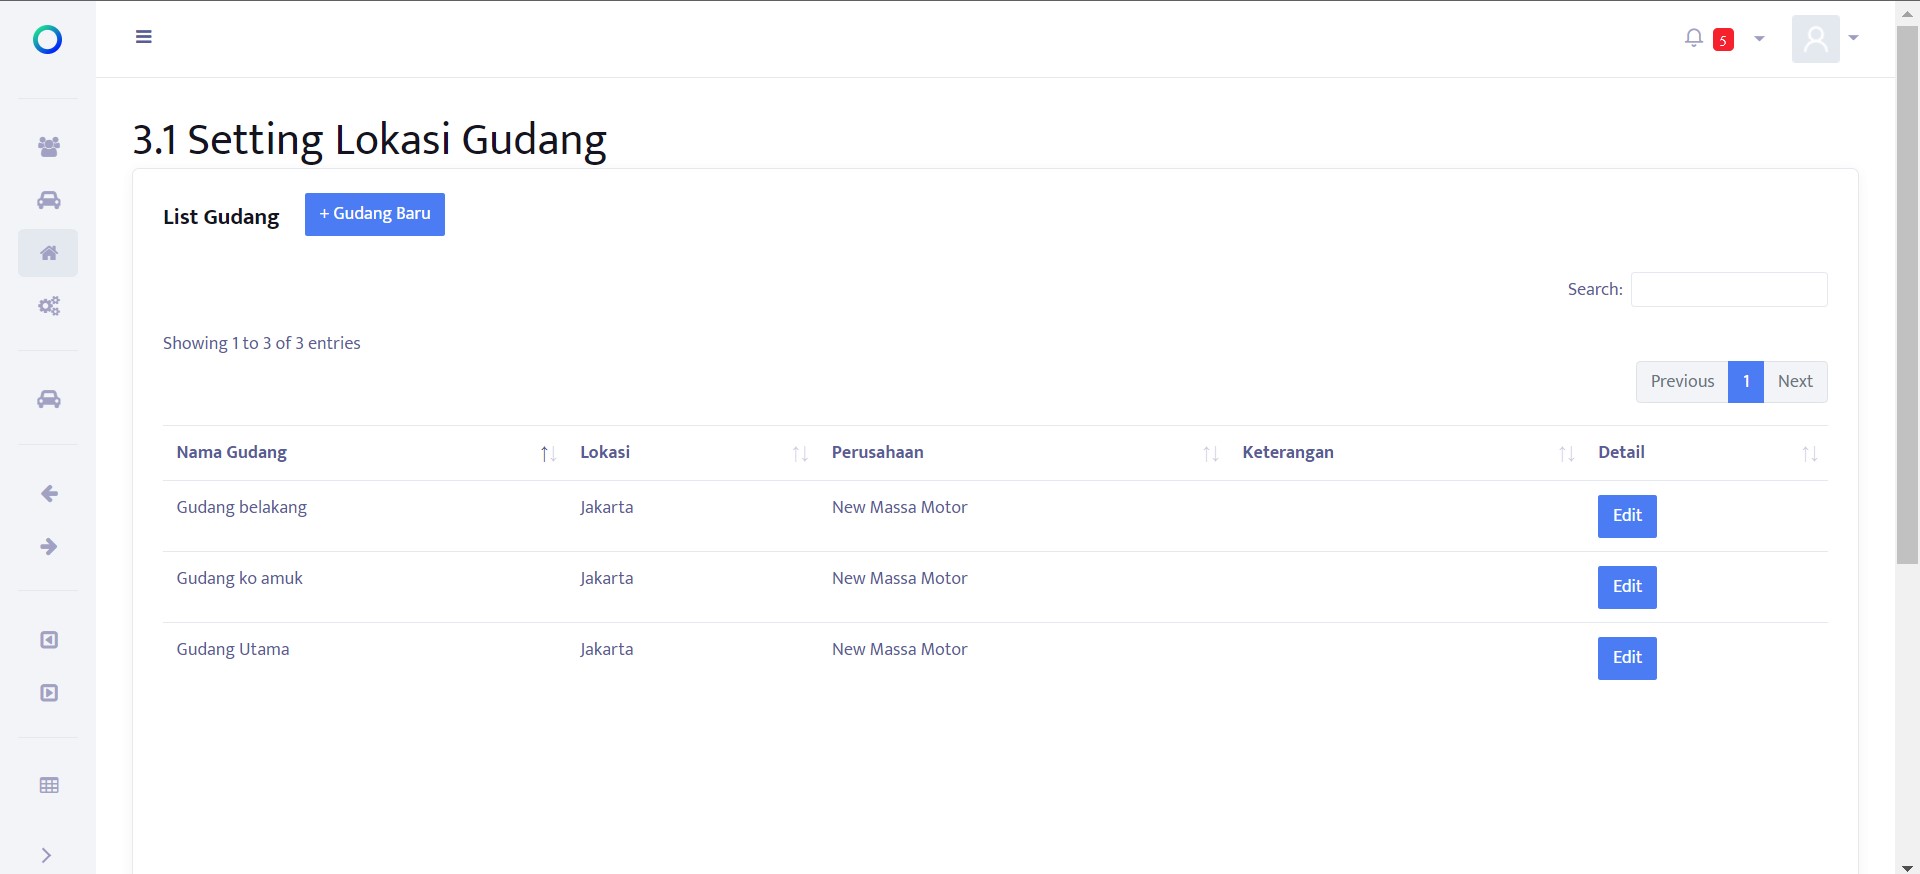 5
3.1 Setting Lokasi Gudang
List Gudang + Gudang Baru
Search:
Showing 1 to 3 of 3 entries
Previous 1 Next
Nama Gudang Lokasi Perusahaan Keterangan Detail
Gudang belakang Jakarta New Massa Motor Edit
Gudang ko amuk Jakarta New Massa Motor Edit
Gudang Utama Jakarta New Massa Motor Edit